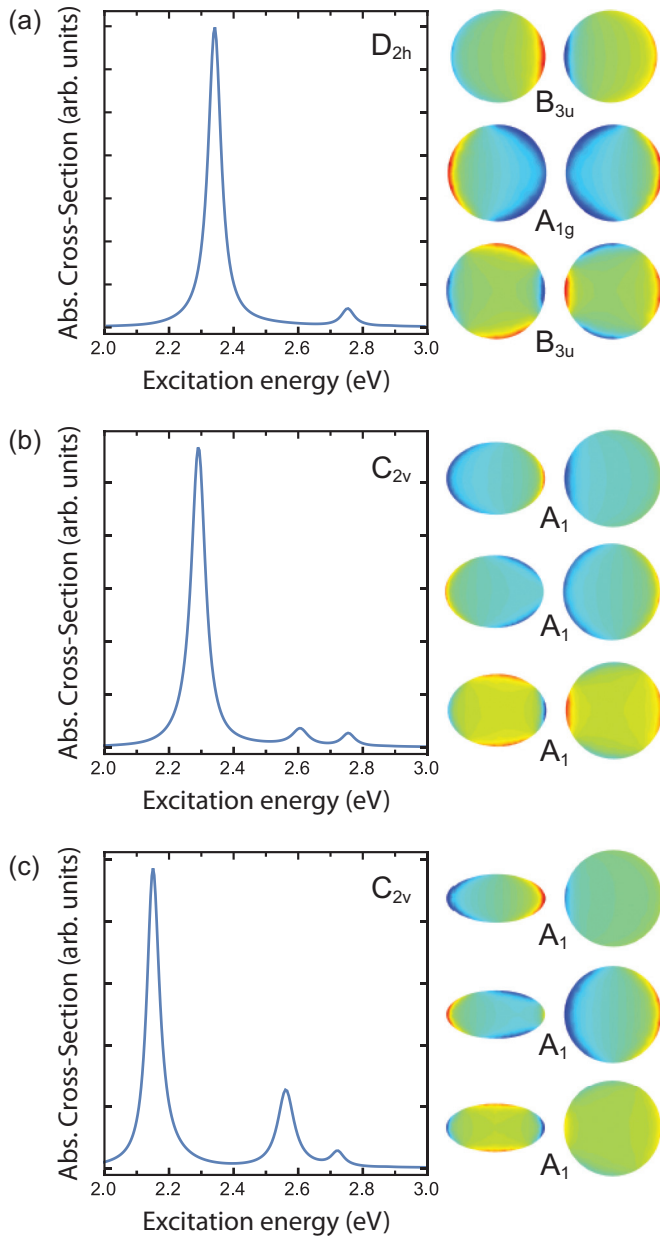 (a)
Abs. Cross-Section (arb. units)
D2h
2.0 2.2 2.4 2.6 2.8 3.0
Excitation energy (eV)
B3u
A1g
B3u
(b)
Abs. Cross-Section (arb. units)
C2v
2.0 2.2 2.4 2.6 2.8 3.0
Excitation energy (eV)
A1
A1
A1
(c)
Abs. Cross-Section (arb. units)
C2v
2.0 2.2 2.4 2.6 2.8 3.0
Excitation energy (eV)
A1
A1
A1